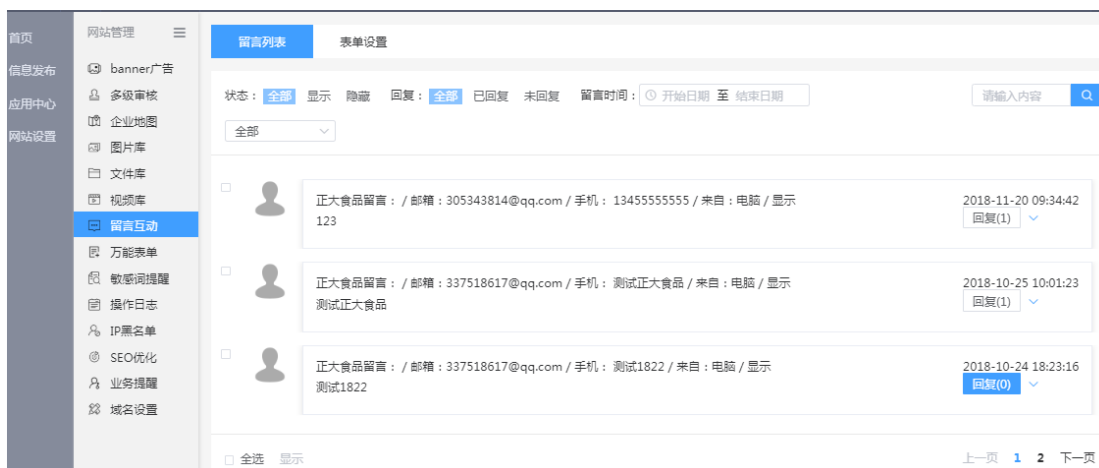 首页
信息发布
应用中心
网站设置
网站管理
banner广告
多级审核
企业地图
图片库
文件库
视频库
留言互动
万能表单
敏感词提醒
操作日志
IP黑名单
SEO优化
业务提醒
域名设置
留言列表 表单设置
状态： 全部 显示 隐藏 回复： 全部 已回复 未回复 留言时间： 开始日期 至 结束日期 请输入内容
全部
正大食品留言： / 邮箱：305343814@qq.com / 手机： 13455555555 / 来自：电脑 / 显示 2018-11-20 09:34:42
123 回复(1)
正大食品留言： / 邮箱：337518617@qq.com / 手机： 测试正大食品 / 来自：电脑 / 显示 2018-10-25 10:01:23
测试正大食品 回复(1)
正大食品留言： / 邮箱：337518617@qq.com / 手机： 测试1822 / 来自：电脑 / 显示 2018-10-24 18:23:16
测试1822 回复(0)
全选 显示 上一页 1 2 下一页